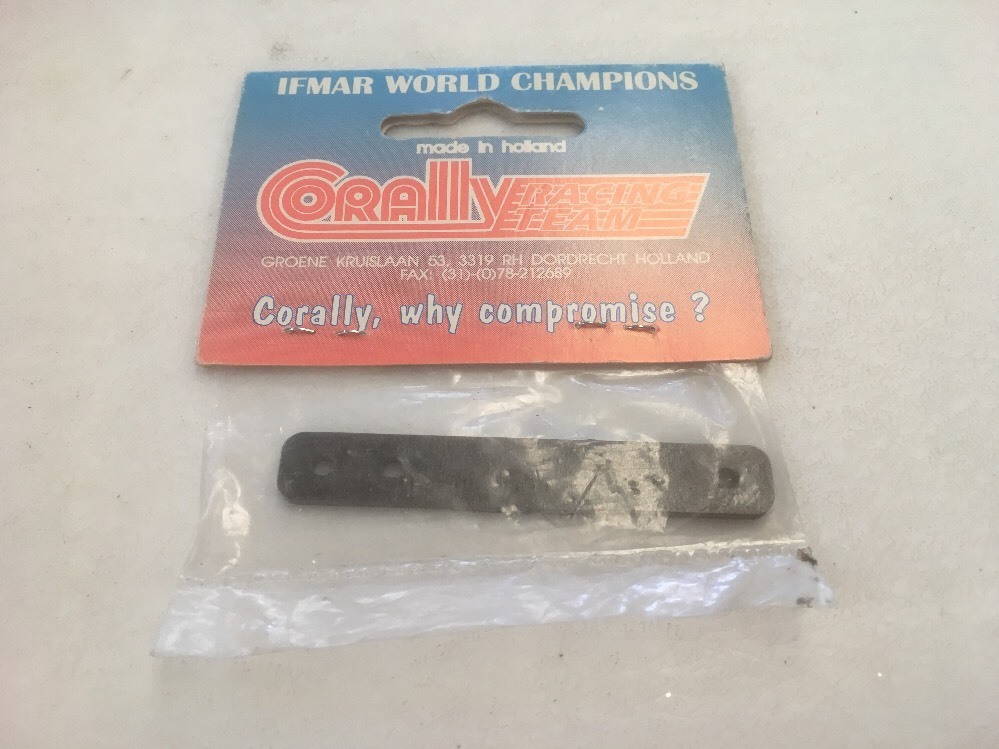 IFMAR WORLD CHAMPIONS
made in holland
CORALLY RACING TEAM
GROENE KRUISLAAN 53, 3319 RH DORDRECHT HOLLAND
FAX: (31)-(0)78-212689
Corally, why compromise ?